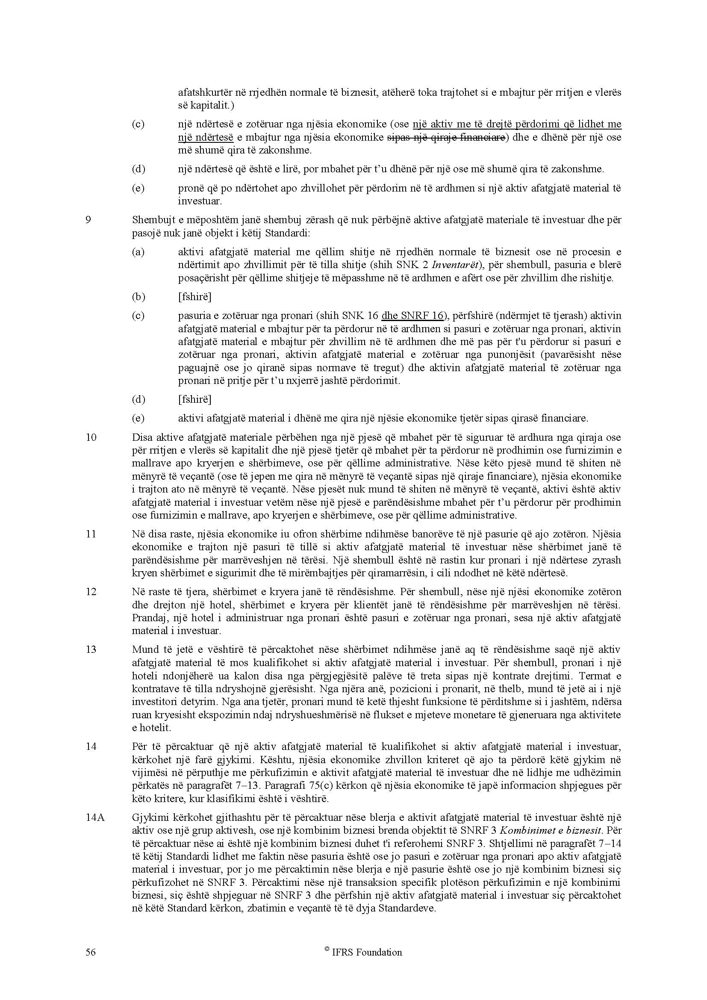 afatshkurtër në rrjedhën normale të biznesit, atëherë toka trajtohet si e mbajtur për rritjen e vlerës
së kapitalit.)
(c) një ndërtesë e zotëruar nga njësia ekonomike (ose një aktiv me të drejtë përdorimi që lidhet me
një ndërtesë e mbajtur nga njësia ekonomike sipas një qiraje financiare) dhe e dhënë për një ose
më shumë qira të zakonshme.
(d) një ndërtesë që është e lirë, por mbahet për t’u dhënë për një ose më shumë qira të zakonshme.
(e) pronë që po ndërtohet apo zhvillohet për përdorim në të ardhmen si një aktiv afatgjatë material të
investuar.
9 Shembujt e mëposhtëm janë shembuj zërash që nuk përbëjnë aktive afatgjatë materiale të investuar dhe për
pasojë nuk janë objekt i këtij Standardi:
(a) aktivi afatgjatë material me qëllim shitje në rrjedhën normale të biznesit ose në procesin e
ndërtimit apo zhvillimit për të tilla shitje (shih SNK 2 Inventarët), për shembull, pasuria e blerë
posaçërisht për qëllime shitjeje të mëpasshme në të ardhmen e afërt ose për zhvillim dhe rishitje.
(b) [fshirë]
(c) pasuria e zotëruar nga pronari (shih SNK 16 dhe SNRF 16), përfshirë (ndërmjet të tjerash) aktivin
afatgjatë material e mbajtur për ta përdorur në të ardhmen si pasuri e zotëruar nga pronari, aktivin
afatgjatë material e mbajtur për zhvillim në të ardhmen dhe më pas për t'u përdorur si pasuri e
zotëruar nga pronari, aktivin afatgjatë material e zotëruar nga punonjësit (pavarësisht nëse
paguajnë ose jo qiranë sipas normave të tregut) dhe aktivin afatgjatë material të zotëruar nga
pronari në pritje për t’u nxjerrë jashtë përdorimit.
(d) [fshirë]
(e) aktivi afatgjatë material i dhënë me qira një njësie ekonomike tjetër sipas qirasë financiare.
10 Disa aktive afatgjatë materiale përbëhen nga një pjesë që mbahet për të siguruar të ardhura nga qiraja ose
për rritjen e vlerës së kapitalit dhe një pjesë tjetër që mbahet për ta përdorur në prodhimin ose furnizimin e
mallrave apo kryerjen e shërbimeve, ose për qëllime administrative. Nëse këto pjesë mund të shiten në
mënyrë të veçantë (ose të jepen me qira në mënyrë të veçantë sipas një qiraje financiare), njësia ekonomike
i trajton ato në mënyrë të veçantë. Nëse pjesët nuk mund të shiten në mënyrë të veçantë, aktivi është aktiv
afatgjatë material i investuar vetëm nëse një pjesë e parëndësishme mbahet për t’u përdorur për prodhimin
ose furnizimin e mallrave, apo kryerjen e shërbimeve, ose për qëllime administrative.
11 Në disa raste, njësia ekonomike iu ofron shërbime ndihmëse banorëve të një pasurie që ajo zotëron. Njësia
ekonomike e trajton një pasuri të tillë si aktiv afatgjatë material të investuar nëse shërbimet janë të
parëndësishme për marrëveshjen në tërësi. Një shembull është në rastin kur pronari i një ndërtese zyrash
kryen shërbimet e sigurimit dhe të mirëmbajtjes për qiramarrësin, i cili ndodhet në këtë ndërtesë.
12 Në raste të tjera, shërbimet e kryera janë të rëndësishme. Për shembull, nëse një njësi ekonomike zotëron
dhe drejton një hotel, shërbimet e kryera për klientët janë të rëndësishme për marrëveshjen në tërësi.
Prandaj, një hotel i administruar nga pronari është pasuri e zotëruar nga pronari, sesa një aktiv afatgjatë
material i investuar.
13 Mund të jetë e vështirë të përcaktohet nëse shërbimet ndihmëse janë aq të rëndësishme saqë një aktiv
afatgjatë material të mos kualifikohet si aktiv afatgjatë material i investuar. Për shembull, pronari i një
hoteli ndonjëherë ua kalon disa nga përgjegjësitë palëve të treta sipas një kontrate drejtimi. Termat e
kontratave të tilla ndryshojnë gjerësisht. Nga njëra anë, pozicioni i pronarit, në thelb, mund të jetë ai i një
investitori detyrim. Nga ana tjetër, pronari mund të ketë thjesht funksione të përditshme si i jashtëm, ndërsa
ruan kryesisht ekspozimin ndaj ndryshueshmërisë në flukset e mjeteve monetare të gjeneruara nga aktivitete
e hotelit.
14 Për të përcaktuar që një aktiv afatgjatë material të kualifikohet si aktiv afatgjatë material i investuar,
kërkohet një farë gjykimi. Kështu, njësia ekonomike zhvillon kriteret që ajo ta përdorë këtë gjykim në
vijimësi në përputhje me përkufizimin e aktivit afatgjatë material të investuar dhe në lidhje me udhëzimin
përkatës në paragrafët 7–13. Paragrafi 75(c) kërkon që njësia ekonomike të japë informacion shpjegues për
këto kritere, kur klasifikimi është i vështirë.
14A Gjykimi kërkohet gjithashtu për të përcaktuar nëse blerja e aktivit afatgjatë material të investuar është një
aktiv ose një grup aktivesh, ose një kombinim biznesi brenda objektit të SNRF 3 Kombinimet e biznesit. Për
të përcaktuar nëse ai është një kombinim biznesi duhet t'i referohemi SNRF 3. Shtjellimi në paragrafët 7–14
të këtij Standardi lidhet me faktin nëse pasuria është ose jo pasuri e zotëruar nga pronari apo aktiv afatgjatë
material i investuar, por jo me përcaktimin nëse blerja e një pasurie është ose jo një kombinim biznesi siç
përkufizohet në SNRF 3. Përcaktimi nëse një transaksion specifik plotëson përkufizimin e një kombinimi
biznesi, siç është shpjeguar në SNRF 3 dhe përfshin një aktiv afatgjatë material i investuar siç përcaktohet
në këtë Standard kërkon, zbatimin e veçantë të të dyja Standardeve.
56 © IFRS Foundation